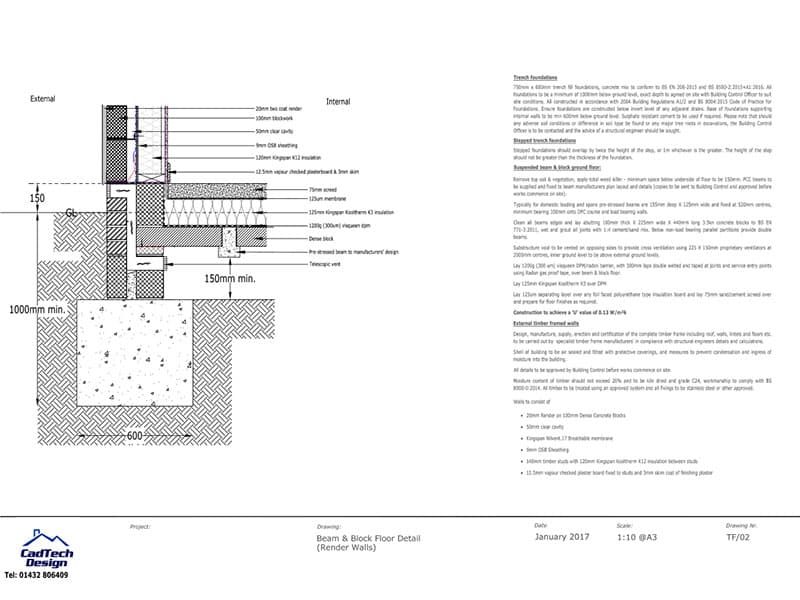 External
Internal
20mm two coat render
100mm blockwork
50mm clear cavity
9mm OSB sheathing
120mm Kingspan K12 insulation
12.5mm vapour checked plasterboard & 3mm skim
75mm screed
125um membrane
125mm Kingspan Kooltherm K3 insulation
1200g (300um) visqueen dpm
Dense block
Pre-stressed beam to manufacturers' design
Telescopic vent
150
GL
150mm min.
1000mm min.
600
Trench foundations
750mm x 600mm trench fill foundations, concrete mix to conform to BS EN 206-2013 and BS 8500-2:2015+A1:2016. All
foundations to be a minimum of 1000mm below ground level, exact depth to agreed on site with Building Control Officer to suit
site conditions. All constructed in accordance with 2004 Building Regulations A1/2 and BS 8004:2015 Code of Practice for
Foundations. Ensure foundations are constructed below invert level of any adjacent drains. Base of foundations supporting
internal walls to be min 600mm below ground level. Sulphate resistant cement to be used if required. Please note that should
any adverse soil conditions or difference in soil type be found or any major tree roots in excavations, the Building Control
Officer is to be contacted and the advice of a structural engineer should be sought.
Stepped trench foundations
Stepped foundations should overlap by twice the height of the step, or 1m whichever is the greater. The height of the step
should not be greater than the thickness of the foundation.
Suspended beam & block ground floor:
Remove top soil & vegetation, apply total weed killer - minimum space below underside of floor to be 150mm. PCC beams to
be supplied and fixed to beam manufacturers plan layout and details (copies to be sent to Building Control and approved before
works commence on site).
Typically for domestic loading and spans pre-stressed beams are 155mm deep X 125mm wide and fixed at 520mm centres,
minimum bearing 100mm onto DPC course and load bearing walls.
Clean all beams edges and lay abutting 100mm thick X 225mm wide X 440mm long 3.5kn concrete blocks to BS EN
771-3:2011, wet and grout all joints with 1:4 cement/sand mix. Below non-load bearing partitions provide double
beams.
Substructure void to be vented on opposing sides to provide cross ventilation using 225 X 150mm proprietary ventilators at
2000mm centres, inner ground level to be above external ground levels.
Lay 1200g (300 um) visqueen DPM/radon barrier, with 300mm laps double welted and taped at joints and service entry points
using Radon gas proof tape, over beam & block floor.
Lay 125mm Kingspan Kooltherm K3 over DPM
Lay 125um separating layer over any foil faced polyurethane type insulation board and lay 75mm sand/cement screed over
and prepare for floor finishes as required.
Construction to achieve a 'U' value of 0.13 W/m²k
External timber framed walls
Design, manufacture, supply, erection and certification of the complete timber frame including roof, walls, lintels and floors etc.
to be carried out by specialist timber frame manufacturers' in compliance with structural engineers details and calculations.
Shell of building to be air sealed and fitted with protective coverings, and measures to prevent condensation and ingress of
moisture into the building.
All details to be approved by Building Control before works commence on site.
Moisture content of timber should not exceed 20% and to be kiln dried and grade C24, workmanship to comply with BS
8000-0:2014. All timber to be treated using an approved system and all fixings to be stainless steel or other approved.
Walls to consist of
• 20mm Render on 100mm Dense Concrete Blocks
• 50mm clear cavity
• Kingspan Nilvent 17 Breathable membrane
• 9mm OSB Sheathing
• 140mm timber studs with 120mm Kingspan Kooltherm K12 insulation between studs
• 12.5mm vapour checked plaster board fixed to studs and 3mm skim coat of finishing plaster
CadTech
Design
Tel: 01432 806409
Project:
Drawing:
Beam & Block Floor Detail
(Render Walls)
Date:
January 2017
Scale:
1:10 @A3
Drawing Nr.
TF/02